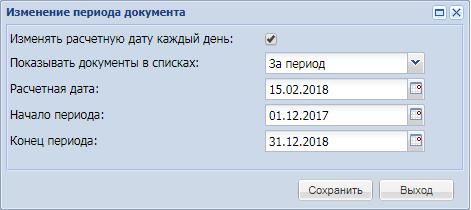 Изменение периода документа
Изменять расчетную дату каждый день:
Показывать документы в списках: За период
Расчетная дата: 15.02.2018
Начало периода: 01.12.2017
Конец периода: 31.12.2018
Сохранить Выход